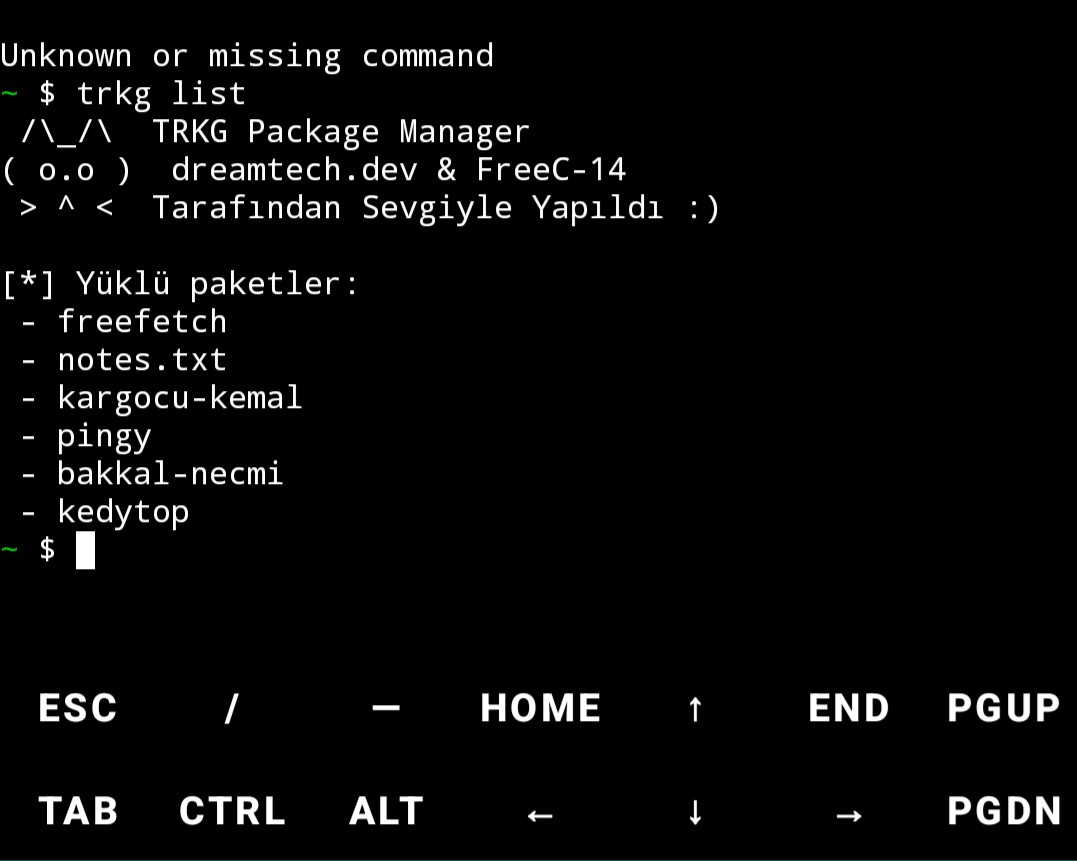 Unknown or missing command
~ $ trkg list
 /\_/\  TRKG Package Manager
( o.o )  dreamtech.dev & FreeC-14
 > ^ <  Tarafından Sevgiyle Yapıldı :)
[*] Yüklü paketler:
 - freefetch
 - notes.txt
 - kargocu-kemal
 - pingy
 - bakkal-necmi
 - kedytop
~ $
ESC / — HOME ↑ END PGUP
TAB CTRL ALT ← ↓ → PGDN